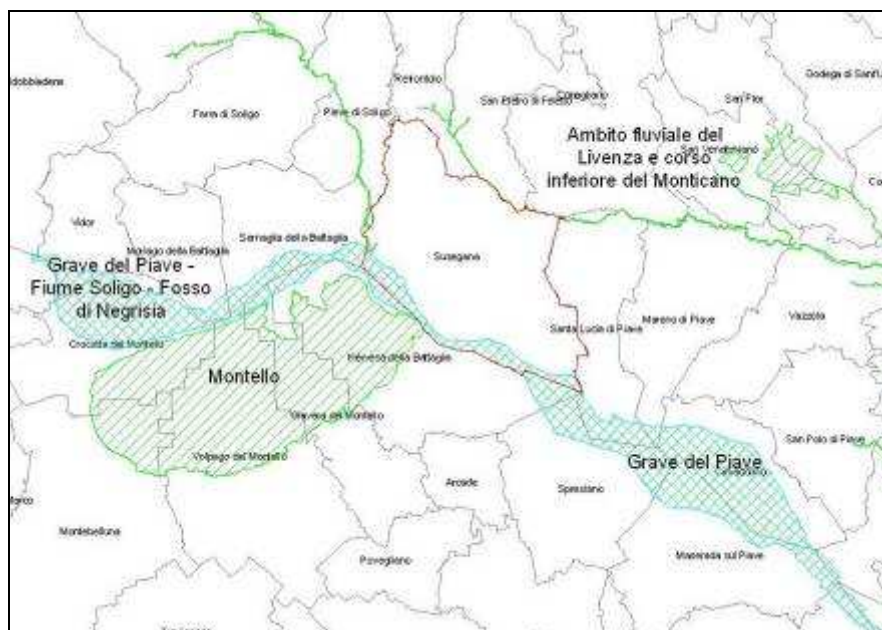 Refrontolo
Farra di Soligo
Pieve di Soligo
San Pietro di Feletto
Conegliano
San Fior
Ambito fluviale del
Livenza e corso
inferiore del Monticano
Vidor
Moriago della Battaglia
Sernaglia della Battaglia
Susegana
Grave del Piave -
Fiume Soligo - Fosso
di Negrisia
Santa Lucia di Piave
Mareno di Piave
Vazzola
Crocetta del Montello
Nervesa della Battaglia
Montello
Giavera del Montello
Volpago del Montello
San Polo di Piave
Grave del Piave
Arcade
Spresiano
Montebelluna
Povegliano
Maserada sul Piave